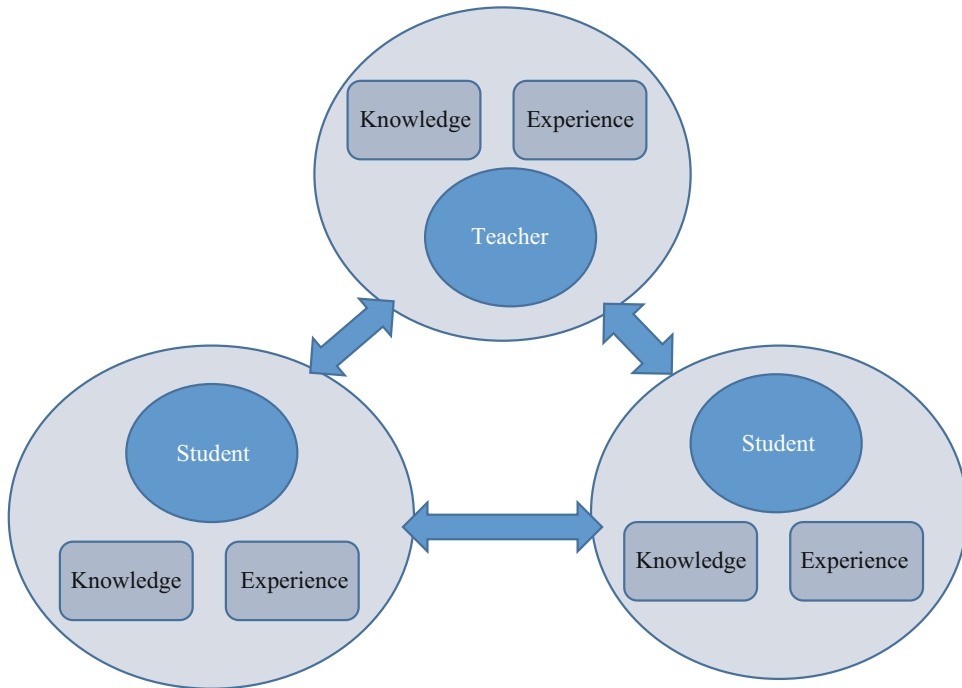 Knowledge
Experience
Teacher
Student
Knowledge
Experience
Student
Knowledge
Experience